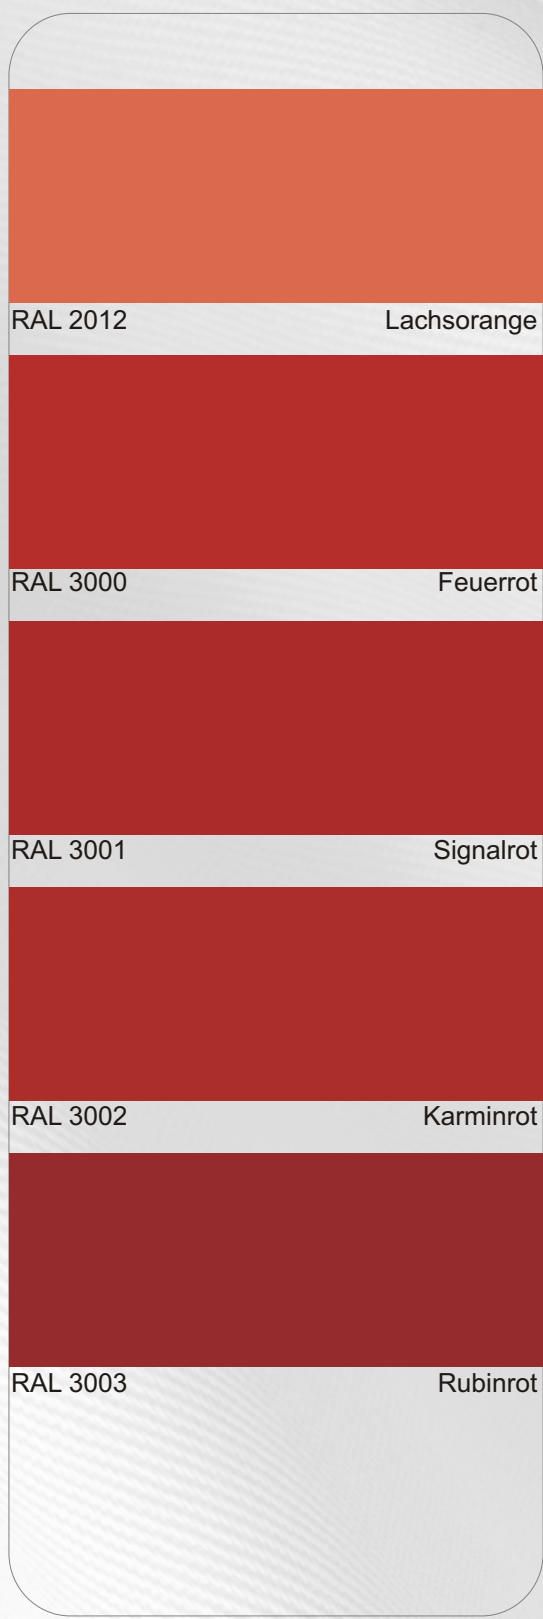 RAL 2012 Lachsorange
RAL 3000 Feuerrot
RAL 3001 Signalrot
RAL 3002 Karminrot
RAL 3003 Rubinrot